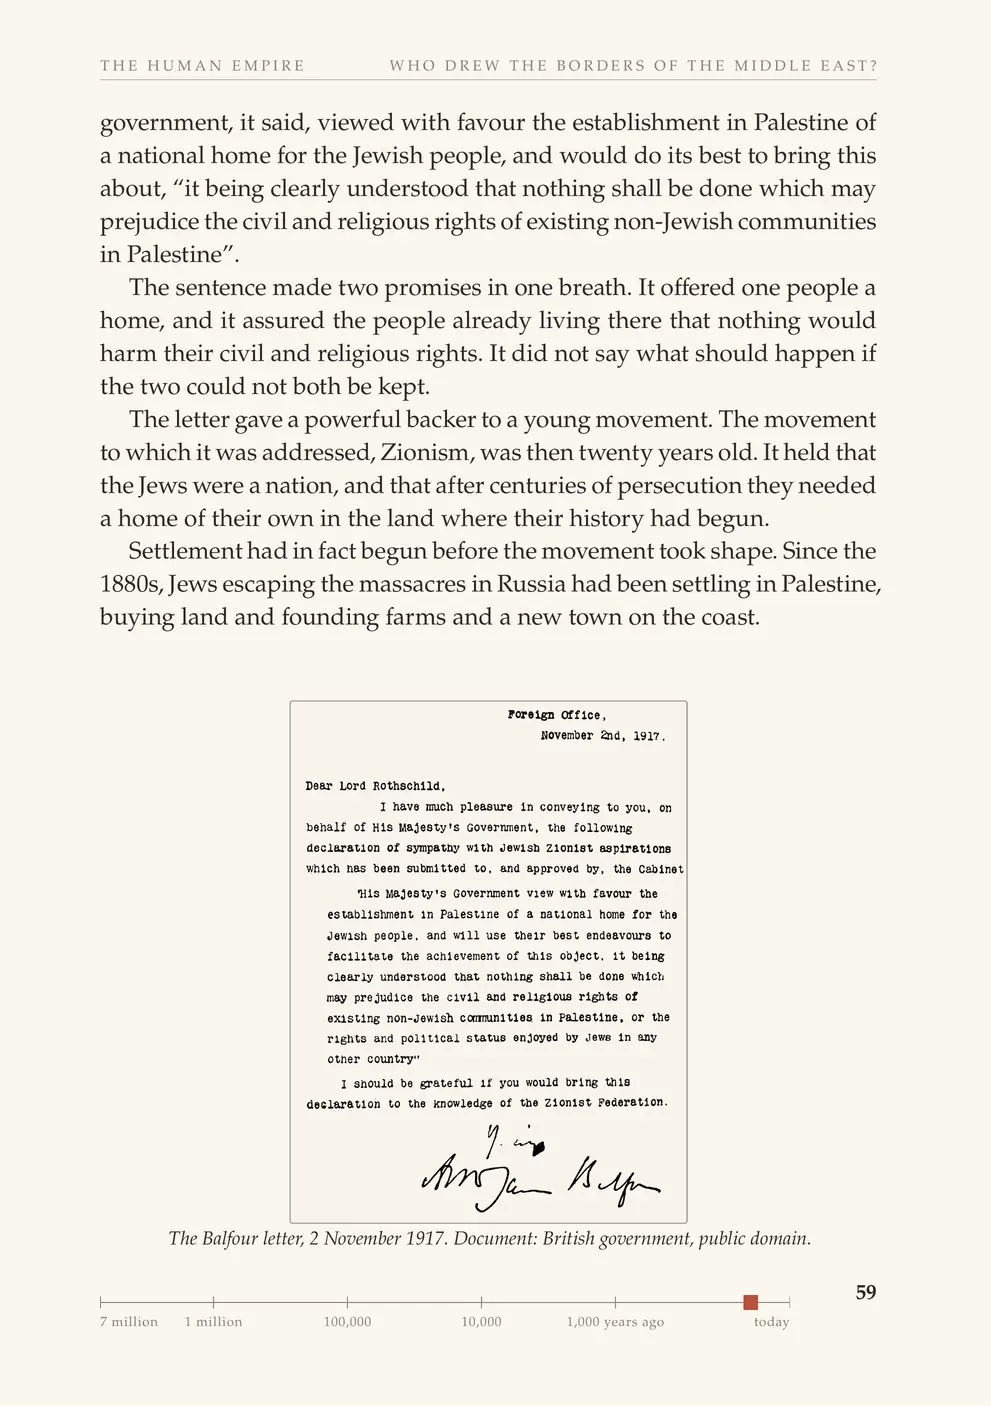 THE HUMAN EMPIRE WHO DREW THE BORDERS OF THE MIDDLE EAST?
government, it said, viewed with favour the establishment in Palestine of
a national home for the Jewish people, and would do its best to bring this
about, “it being clearly understood that nothing shall be done which may
prejudice the civil and religious rights of existing non-Jewish communities
in Palestine”.
The sentence made two promises in one breath. It offered one people a
home, and it assured the people already living there that nothing would
harm their civil and religious rights. It did not say what should happen if
the two could not both be kept.
The letter gave a powerful backer to a young movement. The movement
to which it was addressed, Zionism, was then twenty years old. It held that
the Jews were a nation, and that after centuries of persecution they needed
a home of their own in the land where their history had begun.
Settlement had in fact begun before the movement took shape. Since the
1880s, Jews escaping the massacres in Russia had been settling in Palestine,
buying land and founding farms and a new town on the coast.
Foreign Office,
November 2nd, 1917.
Dear Lord Rothschild,
I have much pleasure in conveying to you, on
behalf of His Majesty's Government, the following
declaration of sympathy with Jewish Zionist aspirations
which has been submitted to, and approved by, the Cabinet
"His Majesty's Government view with favour the
establishment in Palestine of a national home for the
Jewish people, and will use their best endeavours to
facilitate the achievement of this object, it being
clearly understood that nothing shall be done which
may prejudice the civil and religious rights of
existing non-Jewish communities in Palestine, or the
rights and political status enjoyed by Jews in any
other country"
I should be grateful if you would bring this
declaration to the knowledge of the Zionist Federation.
The Balfour letter, 2 November 1917. Document: British government, public domain.
59
7 million 1 million 100,000 10,000 1,000 years ago today